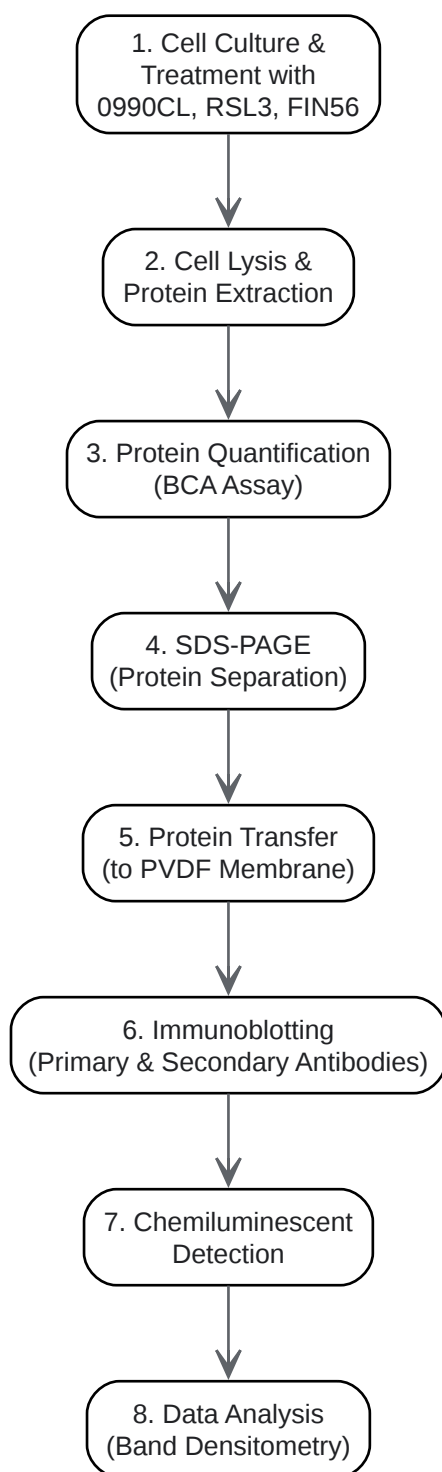 1. Cell Culture &
Treatment with
0990CL, RSL3, FIN56
2. Cell Lysis &
Protein Extraction
3. Protein Quantification
(BCA Assay)
4. SDS-PAGE
(Protein Separation)
5. Protein Transfer
(to PVDF Membrane)
6. Immunoblotting
(Primary & Secondary Antibodies)
7. Chemiluminescent
Detection
8. Data Analysis
(Band Densitometry)